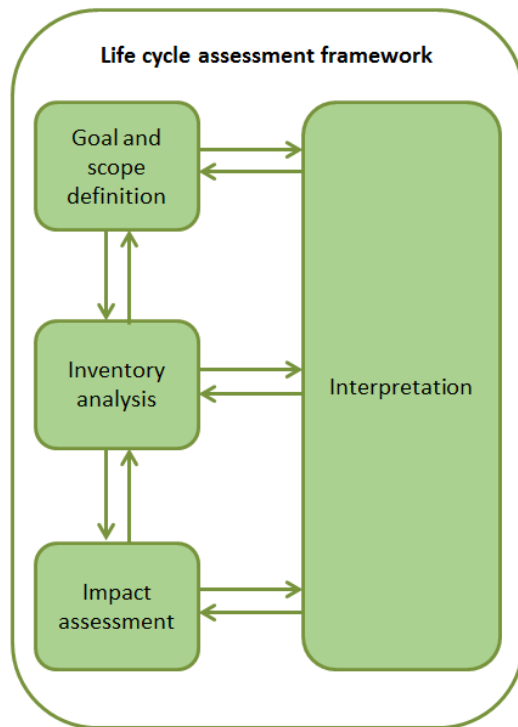 Life cycle assessment framework
Goal and
scope
definition
Inventory
analysis
Interpretation
Impact
assessment